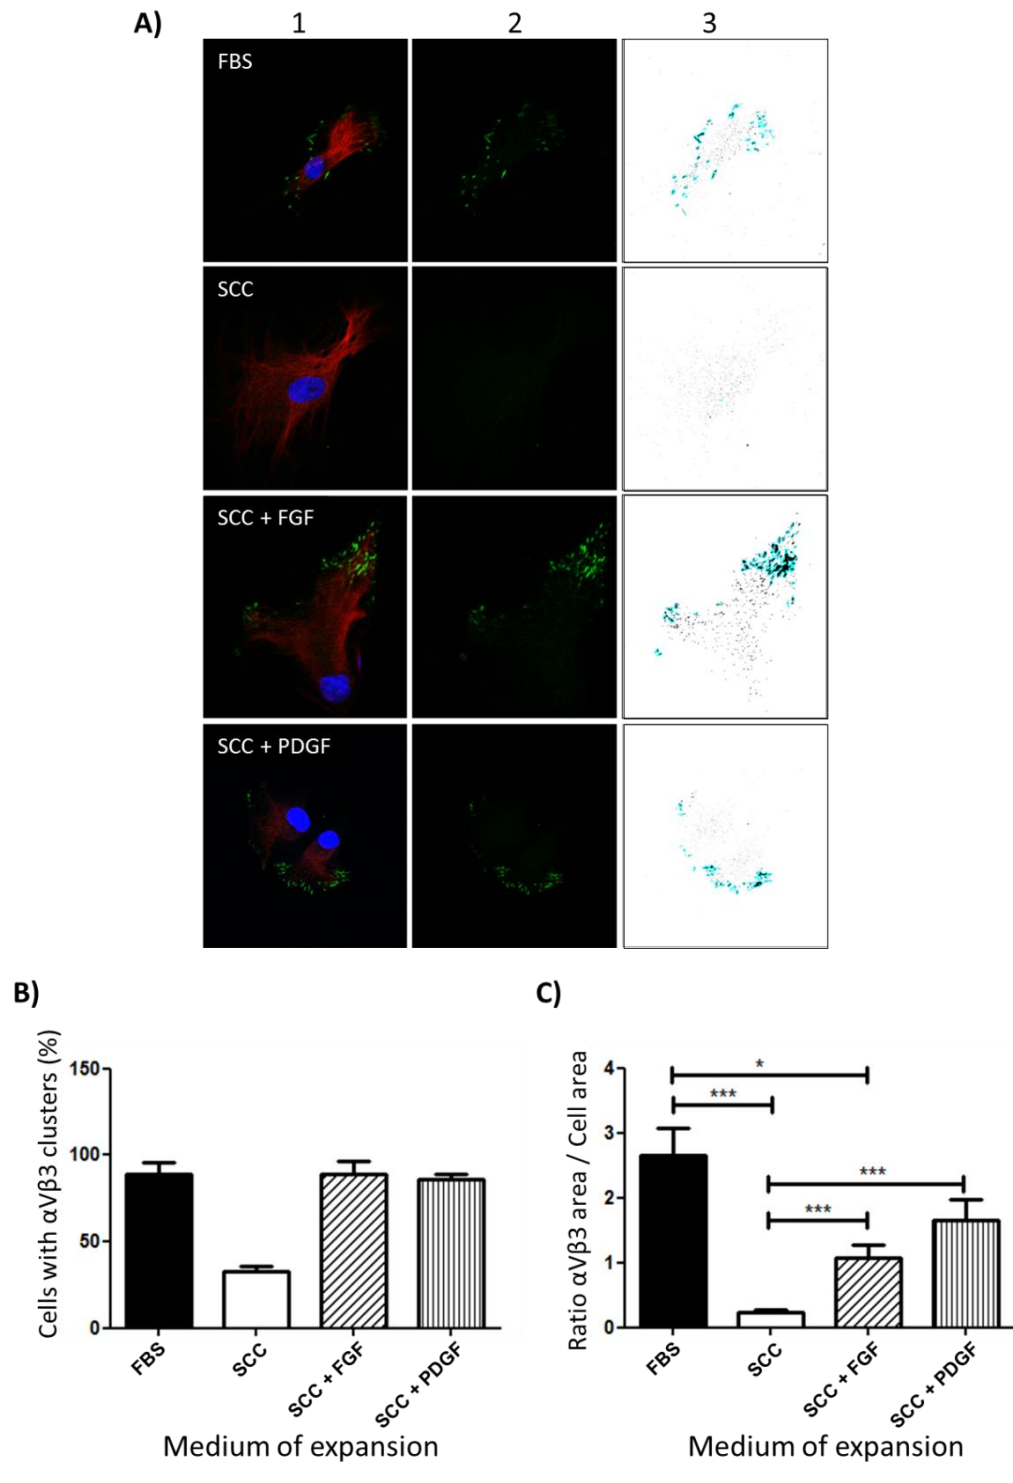 A)
1 2 3
FBS
SCC
SCC + FGF
SCC + PDGF
B)
Cells with αVβ3 clusters (%)
150
100
50
0
FBS
SCC
SCC + FGF
SCC + PDGF
Medium of expansion
C)
Ratio αVβ3 area / Cell area
4
3
2
1
0
*
***
***
***
FBS
SCC
SCC + FGF
SCC + PDGF
Medium of expansion